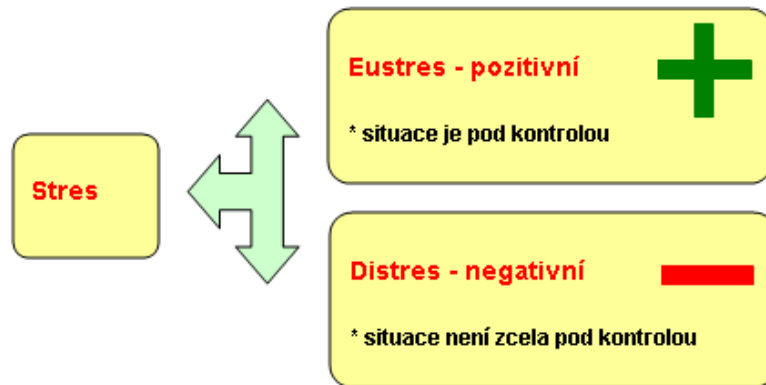 Stres
Eustres - pozitivní
* situace je pod kontrolou
Distres - negativní
* situace není zcela pod kontrolou